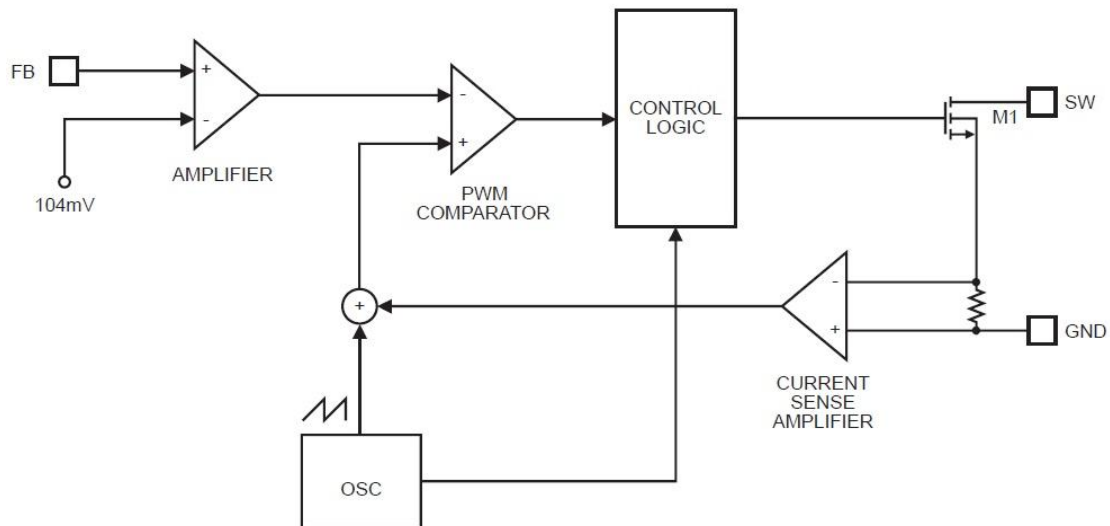 FB
+
-
AMPLIFIER
104mV
-
+
PWM
COMPARATOR
CONTROL
LOGIC
M1
SW
-
+
GND
CURRENT
SENSE
AMPLIFIER
+
OSC